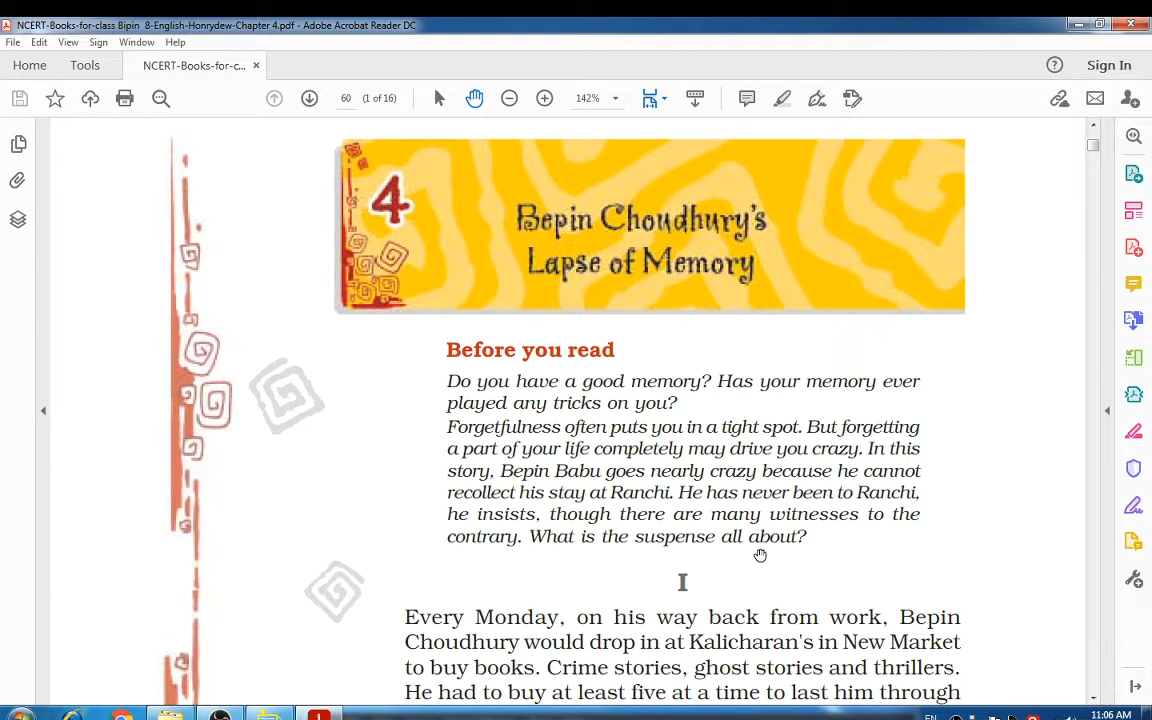 NCERT-Books-for-class Bipin 8-English-Honrydew-Chapter 4.pdf - Adobe Acrobat Reader DC
File Edit View Sign Window Help
Home Tools NCERT-Books-for-c... × Sign In
60 (1 of 16) 142%
4
Bepin Choudhury's
Lapse of Memory
Before you read
Do you have a good memory? Has your memory ever
played any tricks on you?
Forgetfulness often puts you in a tight spot. But forgetting
a part of your life completely may drive you crazy. In this
story, Bepin Babu goes nearly crazy because he cannot
recollect his stay at Ranchi. He has never been to Ranchi,
he insists, though there are many witnesses to the
contrary. What is the suspense all about?
I
Every Monday, on his way back from work, Bepin
Choudhury would drop in at Kalicharan's in New Market
to buy books. Crime stories, ghost stories and thrillers.
He had to buy at least five at a time to last him through
EN 11:06 AM